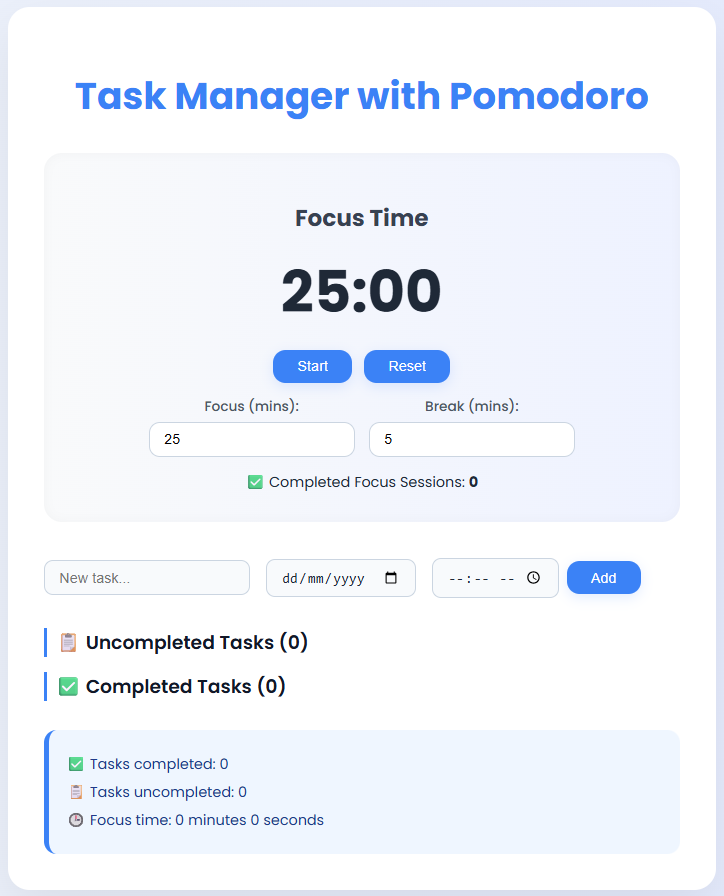 Task Manager with Pomodoro
Focus Time
25:00
Start Reset
Focus (mins): Break (mins):
25 5
✅ Completed Focus Sessions: 0
New task... dd/mm/yyyy --:-- -- Add
📋 Uncompleted Tasks (0)
✅ Completed Tasks (0)
✅ Tasks completed: 0
📋 Tasks uncompleted: 0
🕒 Focus time: 0 minutes 0 seconds